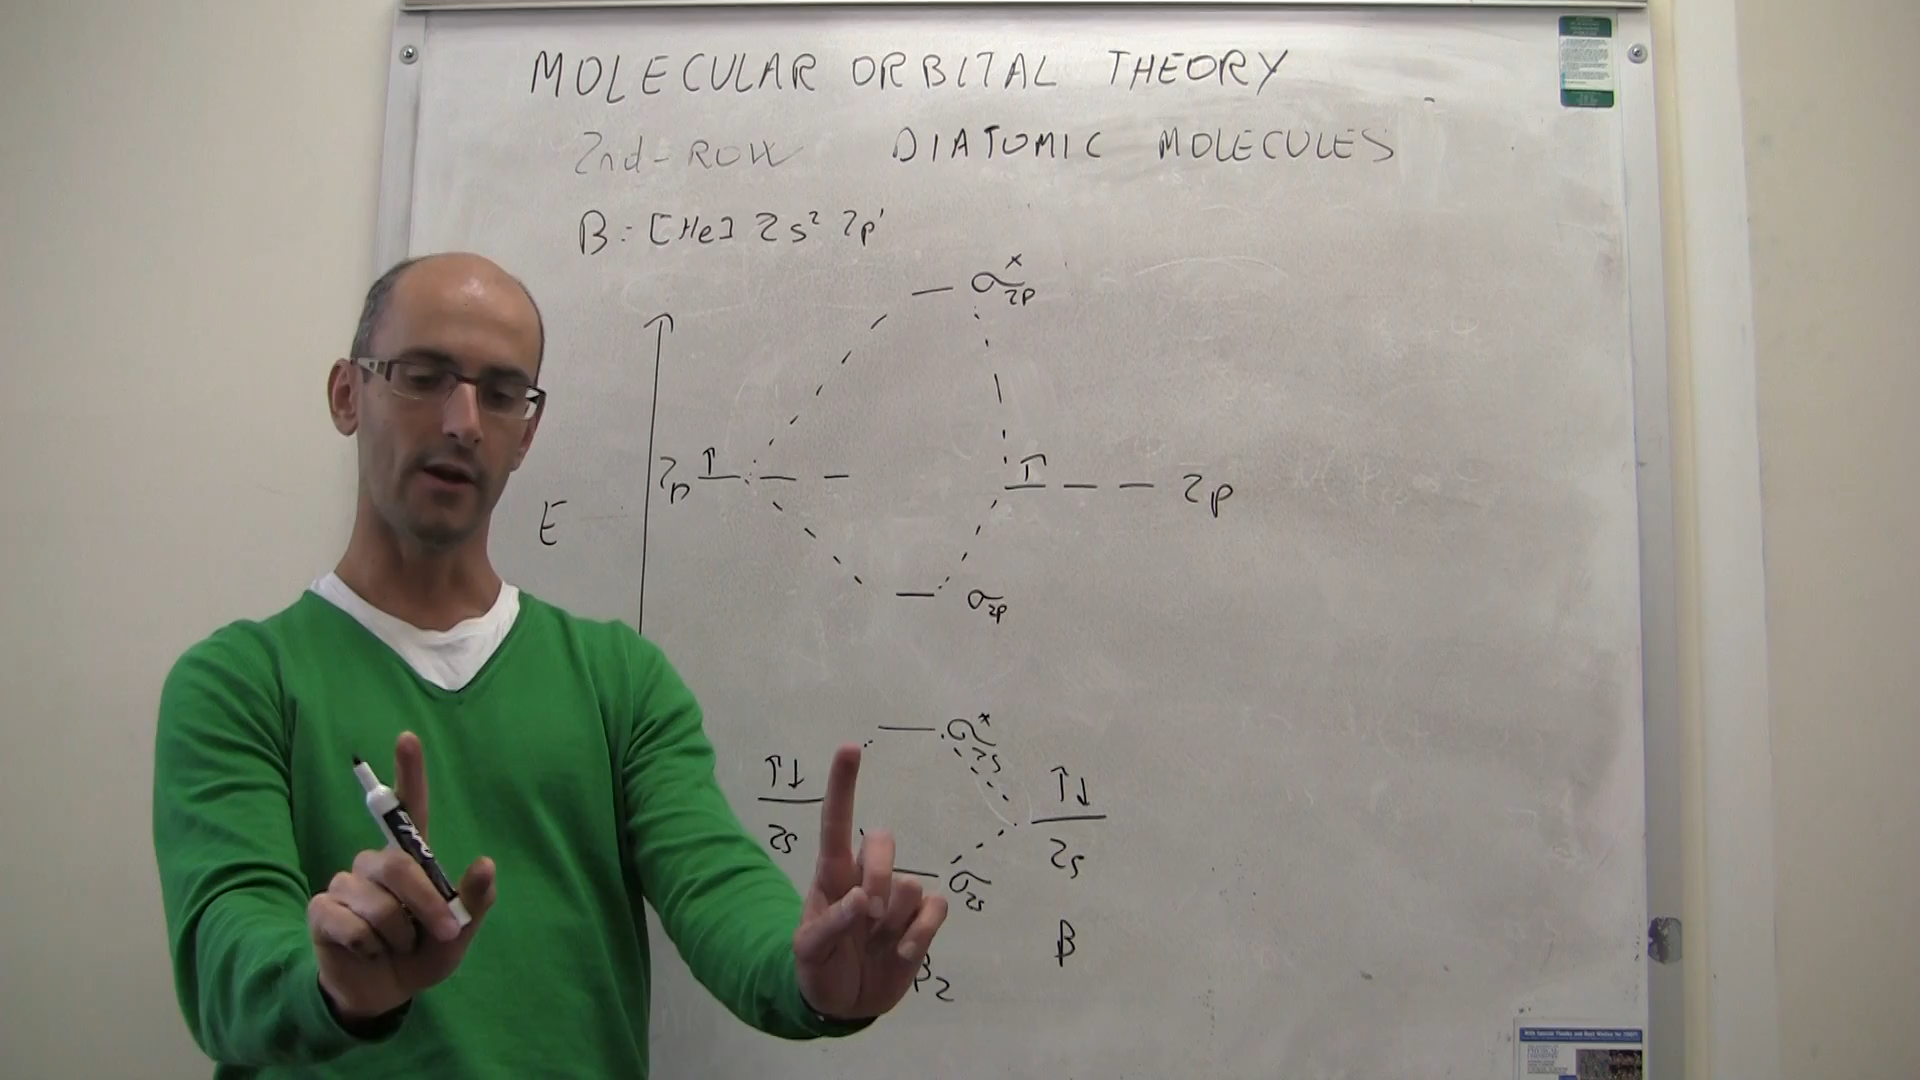 MOLECULAR ORBITAL THEORY
2nd-ROW DIATOMIC MOLECULES
B: [He] 2s² 2p¹
σ*2p
2p ↑ ↑ 2p
E
σ2p
σ*2s
↑↓ ↑↓
2s 2s
σ2s
B
B2